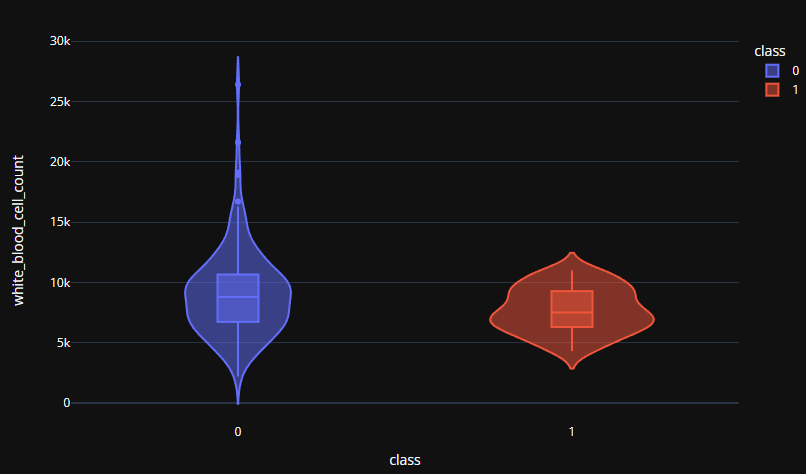 30k
25k
20k
15k
10k
5k
0
white_blood_cell_count
0
1
class
class
0
1